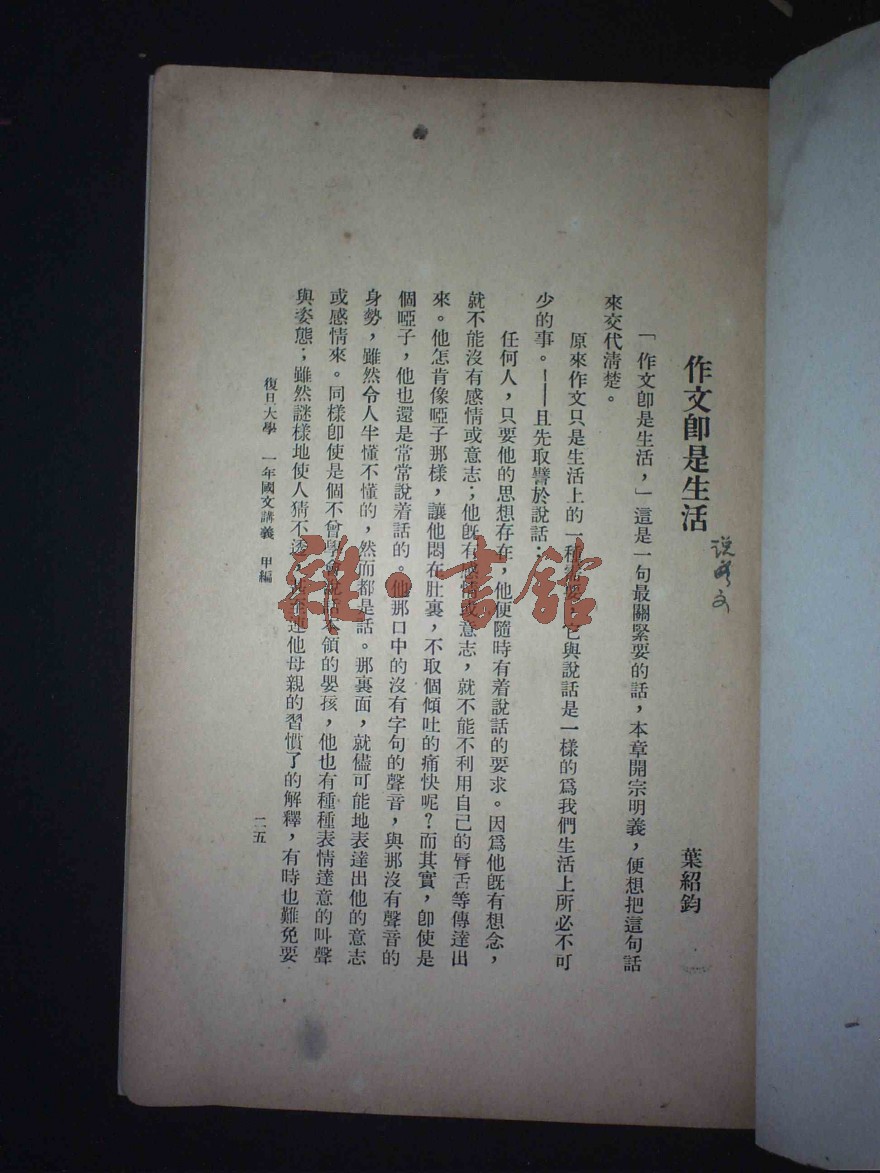 作文卽是生活
葉紹鈞
「作文卽是生活，」這是一句最關緊要的話，本章開宗明義，便想把這句話
來交代清楚。
原來作文只是生活上的一種需要，它與說話是一樣的爲我們生活上所必不可
少的事。——且先取譬於說話：
任何人，只要他的思想存在，他便隨時有着說話的要求。因爲他旣有想念，
就不能沒有感情或意志；他旣有感情或意志，就不能不利用自己的脣舌等傳達出
來。他怎肯像啞子那樣，讓他悶在肚裏，不取個傾吐的痛快呢？而其實，卽使是
個啞子，他也還是常常說着話的。他那口中的沒有字句的聲音，與那沒有聲音的
身勢，雖然令人半懂不懂的，然而都是話。那裏面，就儘可能地表達出他的意志
或感情來。同樣卽使是個不會學會說話本領的嬰孩，他也有種種表情達意的叫聲
與姿態；雖然謎樣地使人猜不透，甚至連他母親的習慣了的解釋，有時也難免要
復旦大學　一年國文講義　甲編
二五
雜·書館